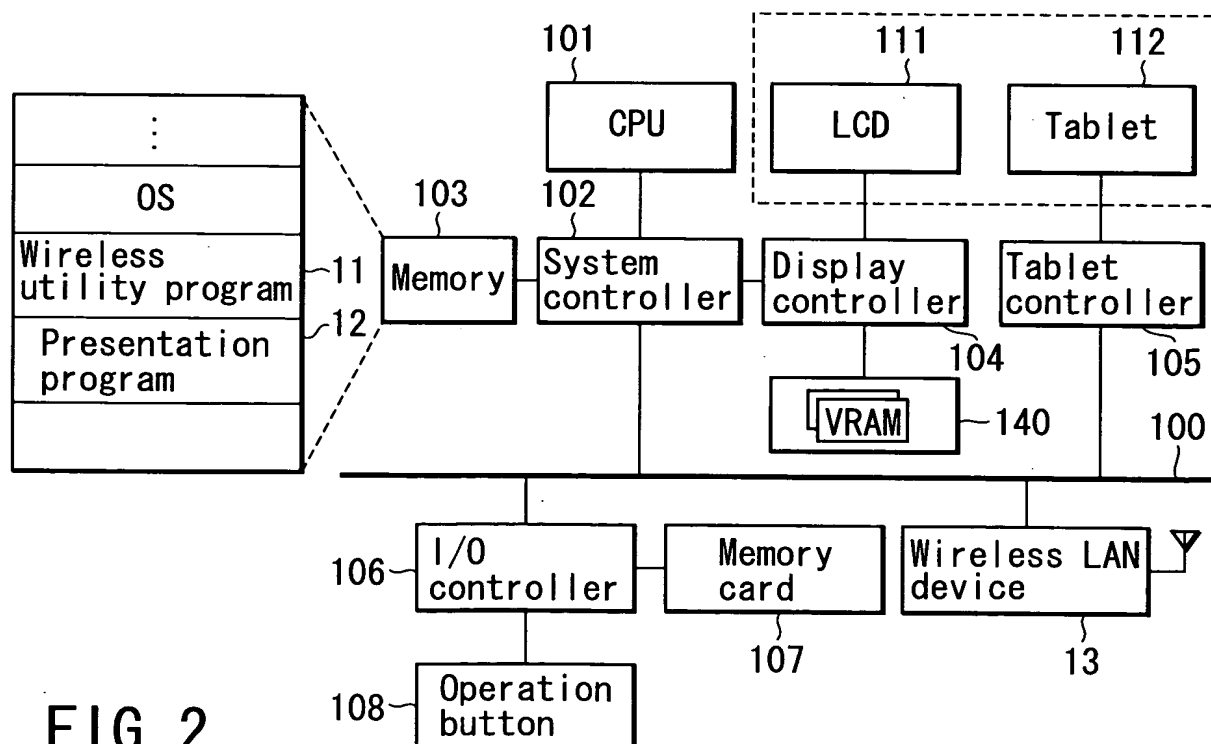 101
111
112
CPU
LCD
Tablet
⋮
OS
Wireless
utility program
11
12
Presentation
program
103
102
Memory
System
controller
Display
controller
Tablet
controller
104
105
VRAM
140
100
106
I/O
controller
Memory
card
Wireless LAN
device
107
13
108
Operation
button
FIG. 2